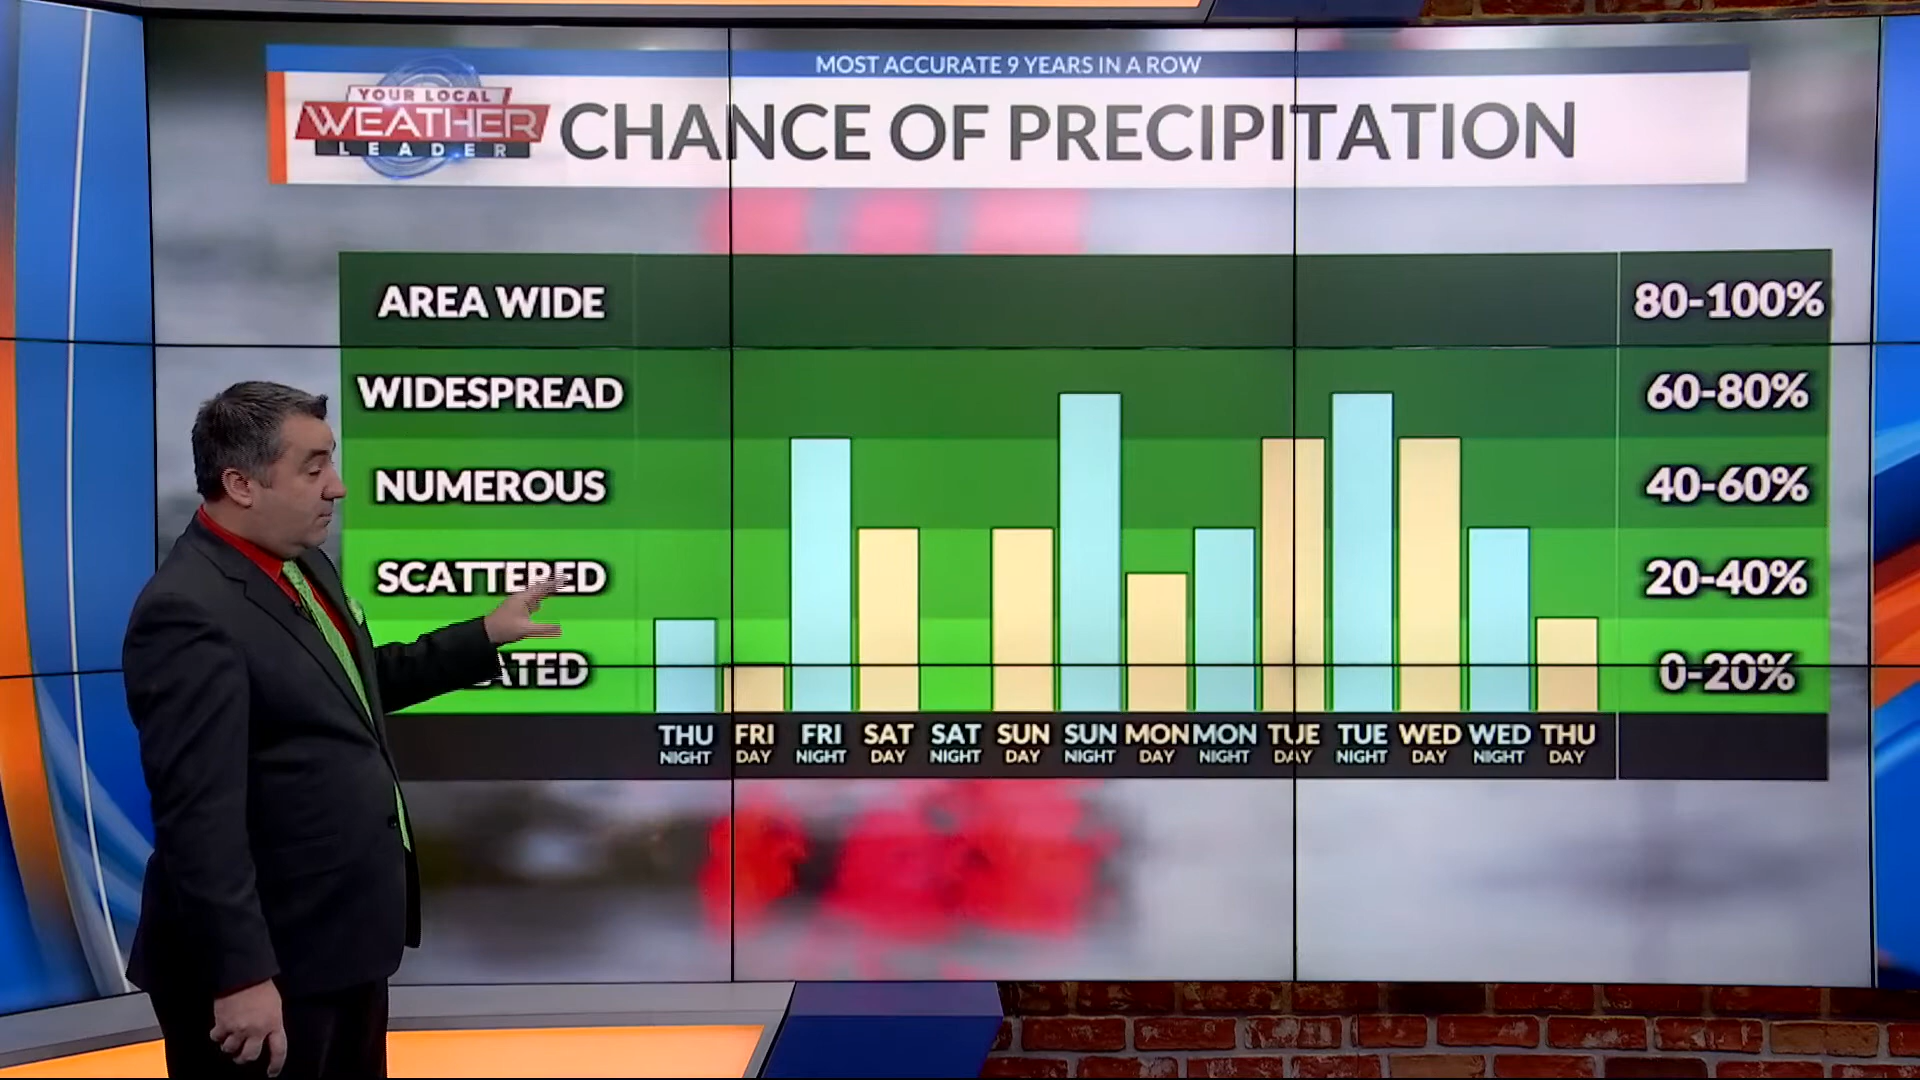 MOST ACCURATE 9 YEARS IN A ROW
YOUR LOCAL
WEATHER
LEADER
CHANCE OF PRECIPITATION
AREA WIDE 80-100%
WIDESPREAD 60-80%
NUMEROUS 40-60%
SCATTERED 20-40%
ATED 0-20%
THU FRI FRI SAT SAT SUN SUN MON MON TUE TUE WED WED THU
NIGHT DAY NIGHT DAY NIGHT DAY NIGHT DAY NIGHT DAY NIGHT DAY NIGHT DAY